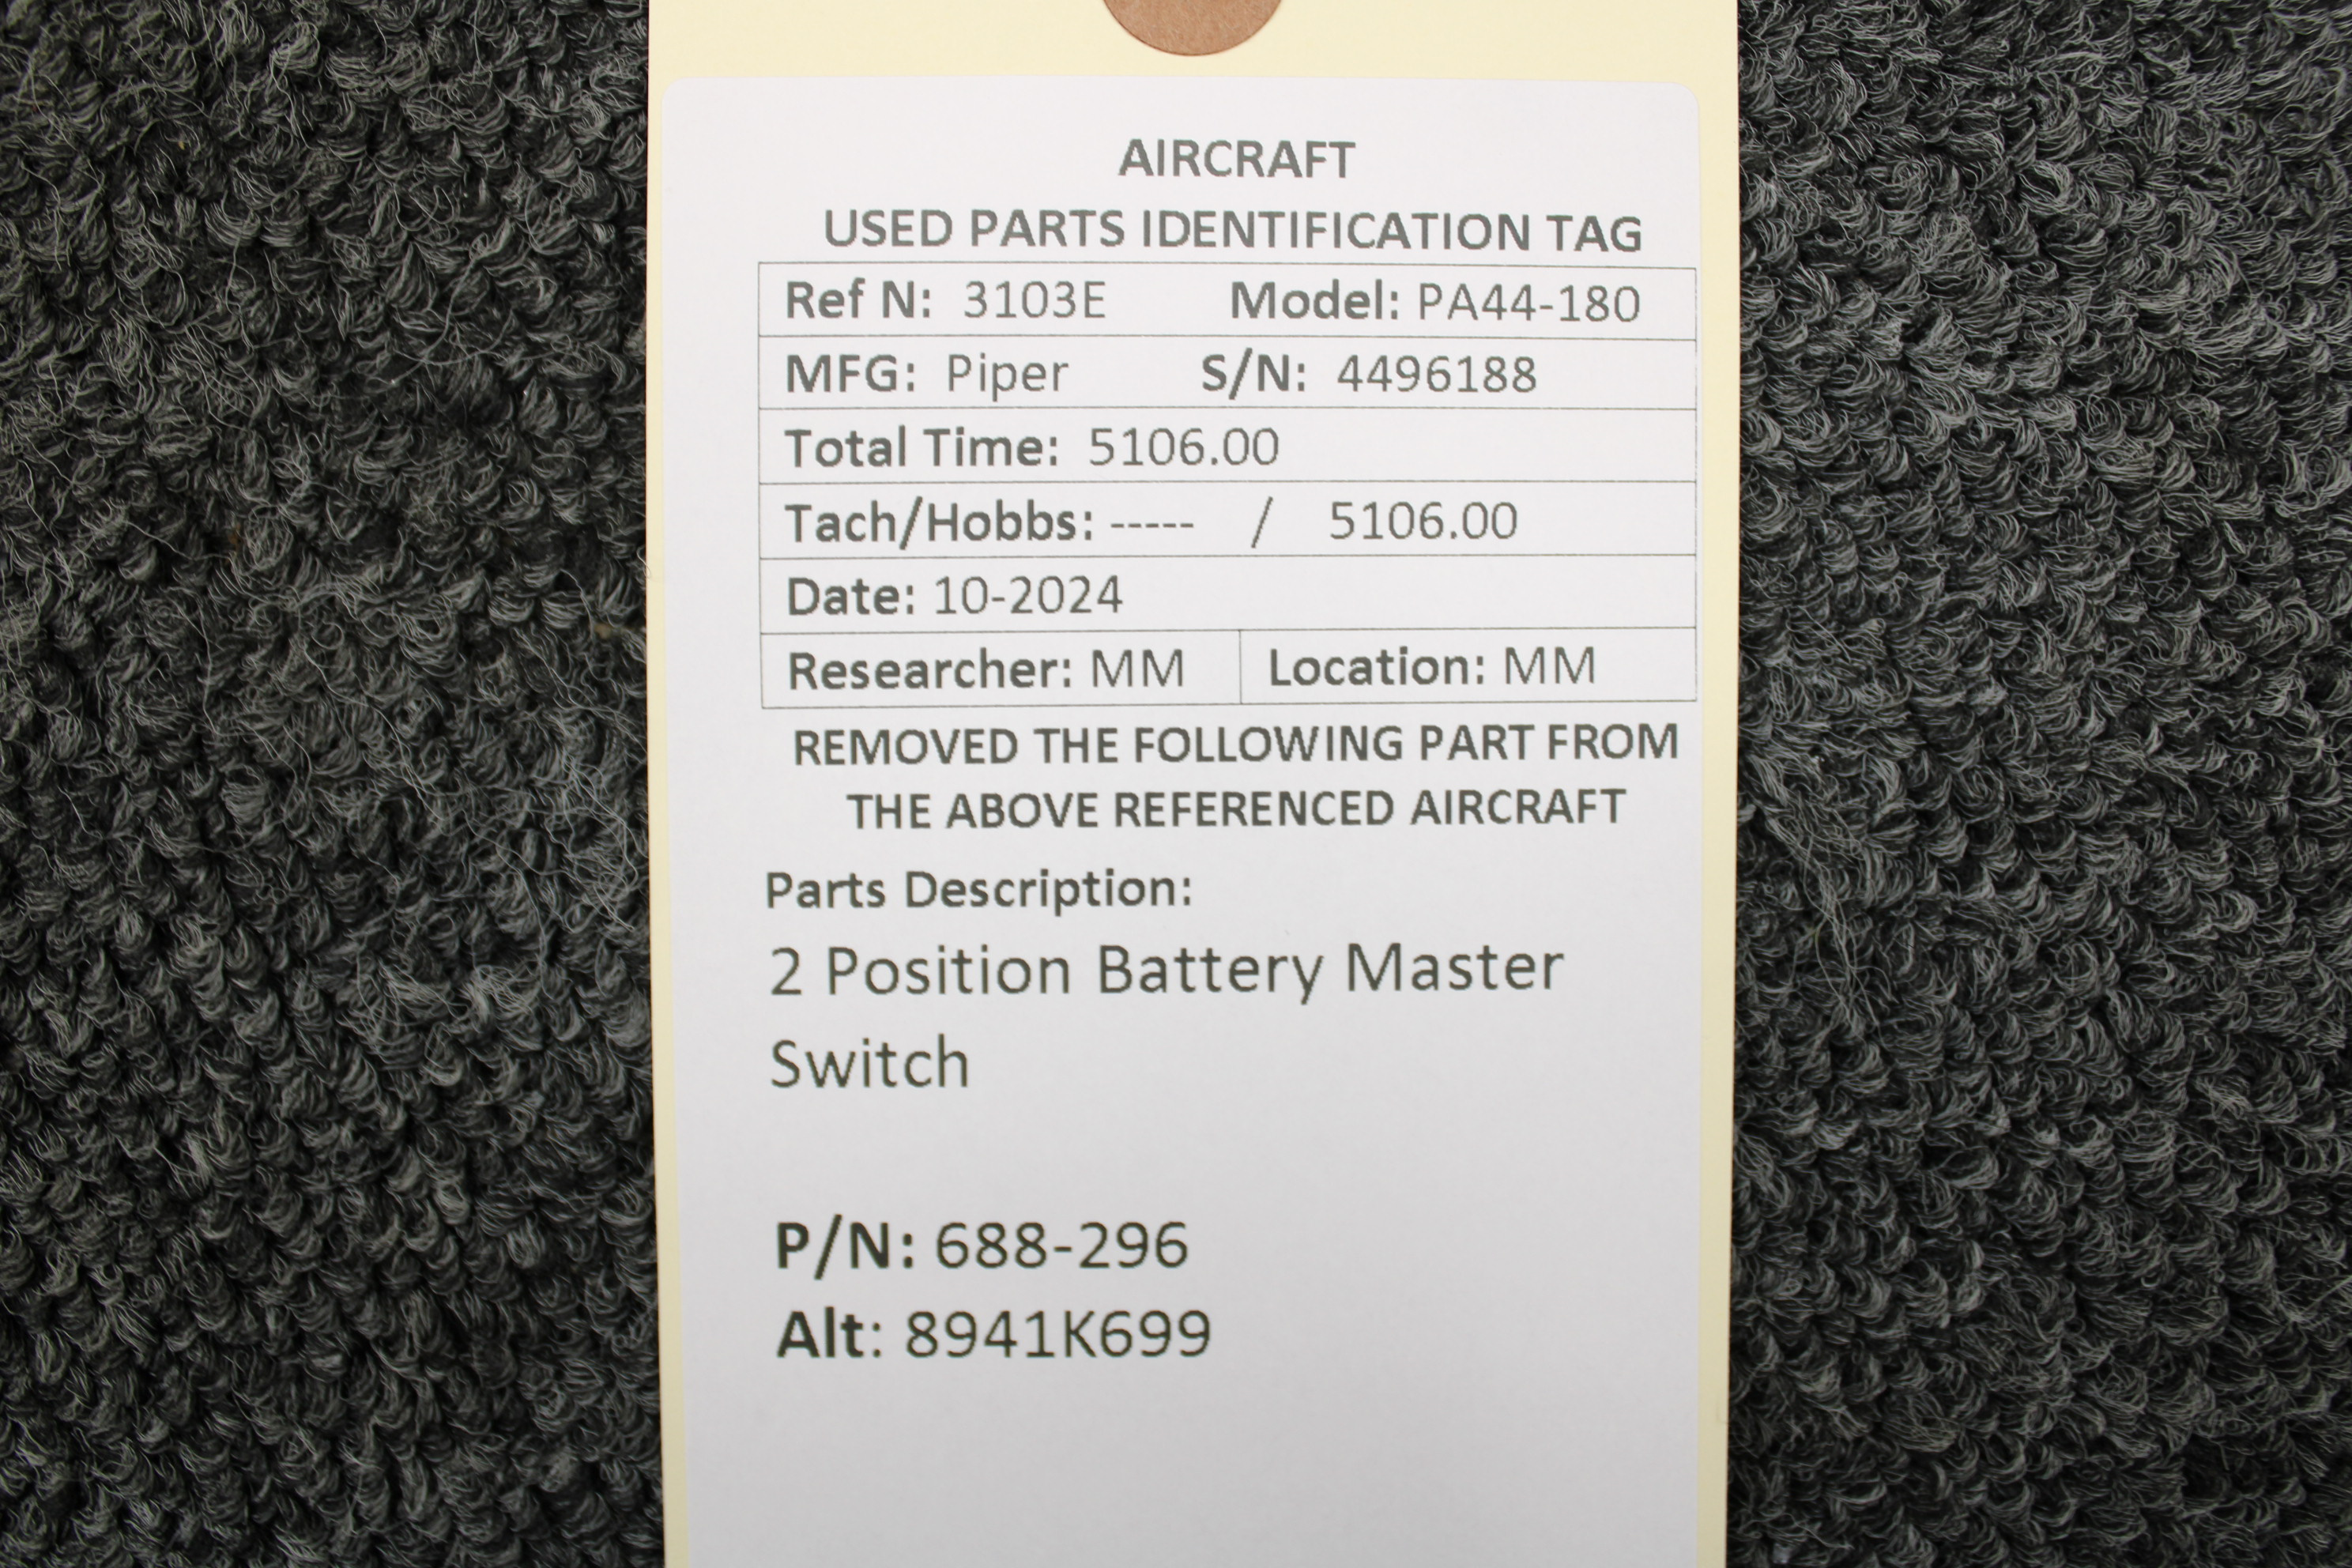 AIRCRAFT
USED PARTS IDENTIFICATION TAG
Ref N: 3103E Model: PA44-180
MFG: Piper S/N: 4496188
Total Time: 5106.00
Tach/Hobbs: ----- / 5106.00
Date: 10-2024
Researcher: MM Location: MM
REMOVED THE FOLLOWING PART FROM
THE ABOVE REFERENCED AIRCRAFT
Parts Description:
2 Position Battery Master
Switch
P/N: 688-296
Alt: 8941K699